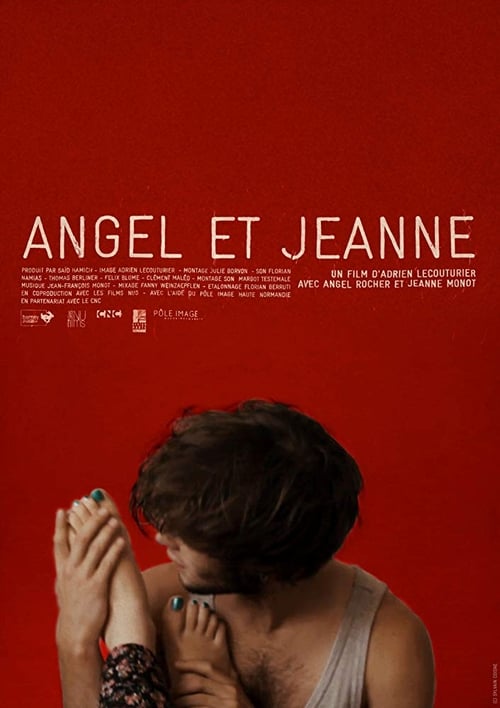 ANGEL ET JEANNE
PRODUIT PAR SAÏD HAMICH - IMAGE ADRIEN LECOUTURIER - MONTAGE JULIE BORVON - SON FLORIAN
NAMIAS - THOMAS BERLINER - FELIX BLUME - CLÉMENT MALÉO - MONTAGE SON MARGOT TESTEMALE
MUSIQUE JEAN-FRANÇOIS MONOT - MIXAGE FANNY WEINZAEPFLEN - ETALONNAGE FLORIAN BERRUTI
EN COPRODUCTION AVEC LES FILMS NUS - AVEC L'AIDE DU PÔLE IMAGE HAUTE NORMANDIE
EN PARTENARIAT AVEC LE CNC
UN FILM D'ADRIEN LECOUTURIER
AVEC ANGEL ROCHER ET JEANNE MONOT
CNC
PÔLE IMAGE